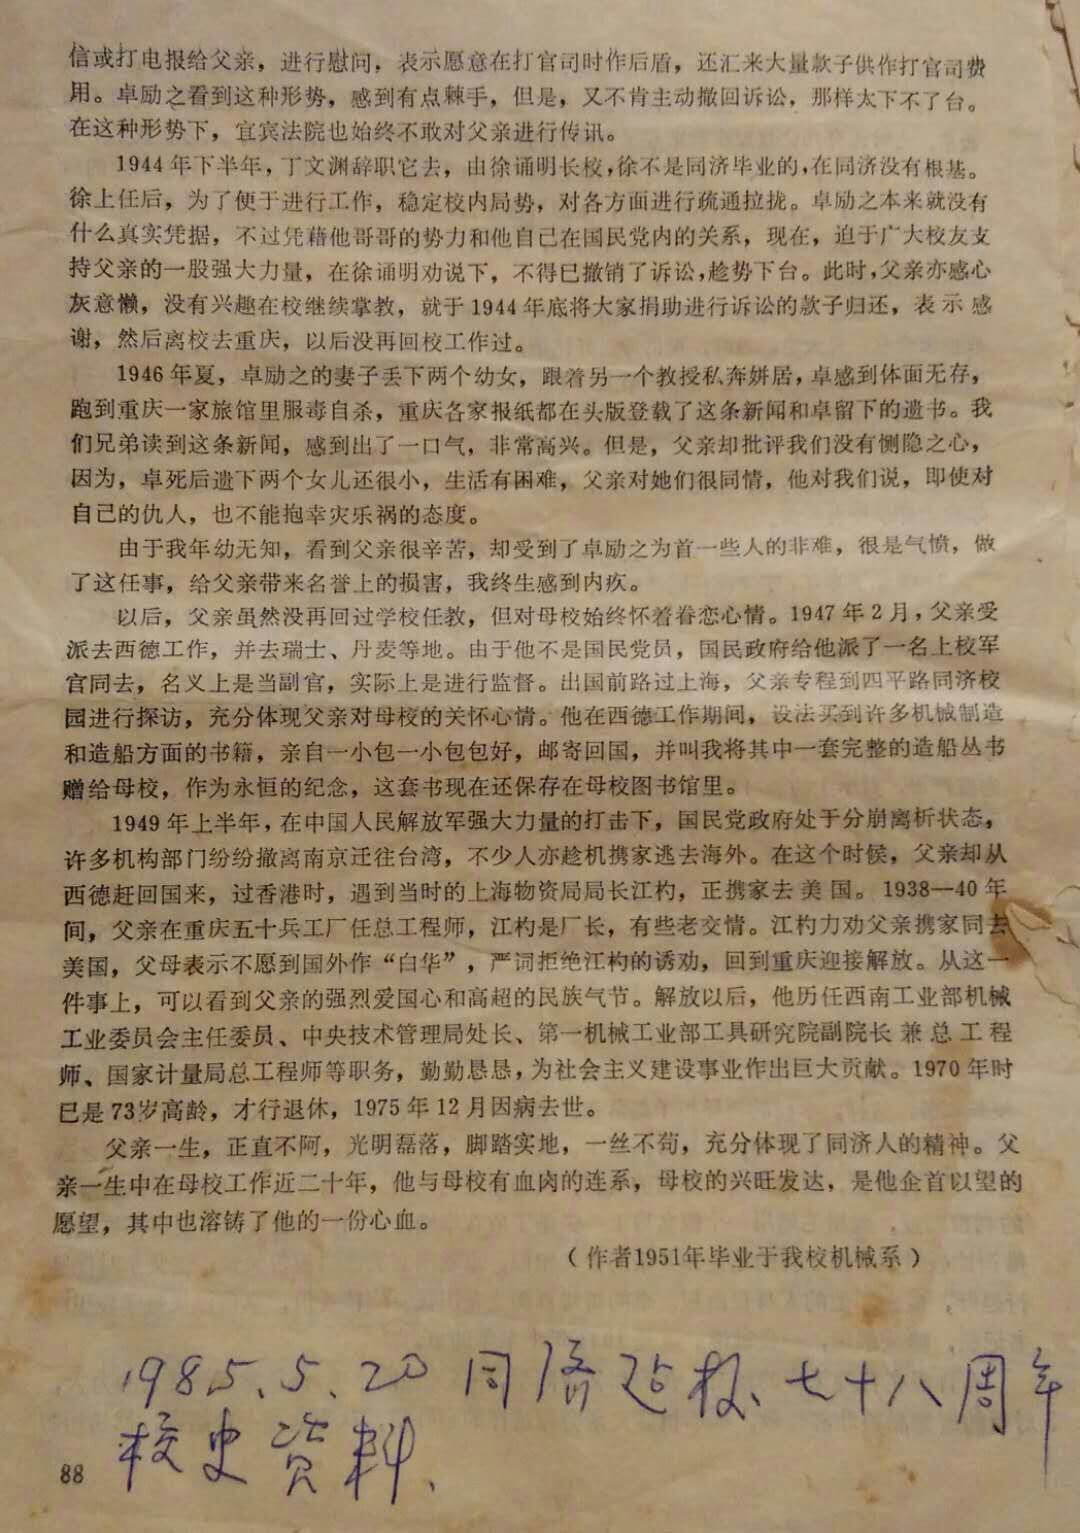 信或打电报给父亲，进行慰问，表示愿意在打官司时作后盾，还汇来大量款子供作打官司费
用。卓励之看到这种形势，感到有点棘手，但是，又不肯主动撤回诉讼，那样太下不了台。
在这种形势下，宜宾法院也始终不敢对父亲进行传讯。
1944年下半年，丁文渊辞职它去，由徐诵明长校，徐不是同济毕业的，在同济没有根基。
徐上任后，为了便于进行工作，稳定校内局势，对各方面进行疏通拉拢。卓励之本来就没有
什么真实凭据，不过凭藉他哥哥的势力和他自己在国民党内的关系，现在，迫于广大校友支
持父亲的一股强大力量，在徐诵明劝说下，不得已撤销了诉讼，趁势下台。此时，父亲亦感心
灰意懒，没有兴趣在校继续掌教，就于1944年底将大家捐助进行诉讼的款子归还，表示感
谢，然后离校去重庆，以后没再回校工作过。
1946年夏，卓励之的妻子丢下两个幼女，跟着另一个教授私奔姘居，卓感到体面无存，
跑到重庆一家旅馆里服毒自杀，重庆各家报纸都在头版登载了这条新闻和卓留下的遗书。我
们兄弟读到这条新闻，感到出了一口气，非常高兴。但是，父亲却批评我们没有恻隐之心，
因为，卓死后遗下两个女儿还很小，生活有困难，父亲对她们很同情，他对我们说，即使对
自己的仇人，也不能抱幸灾乐祸的态度。
由于我年幼无知，看到父亲很辛苦，却受到了卓励之为首一些人的非难，很是气愤，做
了这任事，给父亲带来名誉上的损害，我终生感到内疚。
以后，父亲虽然没再回过学校任教，但对母校始终怀着眷恋心情。1947年2月，父亲受
派去西德工作，并去瑞士、丹麦等地。由于他不是国民党员，国民政府给他派了一名上校军
官同去，名义上是当副官，实际上是进行监督。出国前路过上海，父亲专程到四平路同济校
园进行探访，充分体现父亲对母校的关怀心情。他在西德工作期间，设法买到许多机械制造
和造船方面的书籍，亲自一小包一小包包好，邮寄回国，并叫我将其中一套完整的造船丛书
赠给母校，作为永恒的纪念，这套书现在还保存在母校图书馆里。
1949年上半年，在中国人民解放军强大力量的打击下，国民党政府处于分崩离析状态，
许多机构部门纷纷撤离南京迁往台湾，不少人亦趁机携家逃去海外。在这个时候，父亲却从
西德赶回国来，过香港时，遇到当时的上海物资局局长江杓，正携家去美国。1938—40年
间，父亲在重庆五十兵工厂任总工程师，江杓是厂长，有些老交情。江杓力劝父亲携家同去
美国，父母表示不愿到国外作“白华”，严词拒绝江杓的诱劝，回到重庆迎接解放。从这一
件事上，可以看到父亲的强烈爱国心和高超的民族气节。解放以后，他历任西南工业部机械
工业委员会主任委员、中央技术管理局处长、第一机械工业部工具研究院副院长兼总工程
师、国家计量局总工程师等职务，勤勤恳恳，为社会主义建设事业作出巨大贡献。1970年时
已是73岁高龄，才行退休，1975年12月因病去世。
父亲一生，正直不阿，光明磊落，脚踏实地，一丝不苟，充分体现了同济人的精神。父
亲一生中在母校工作近二十年，他与母校有血肉的连系，母校的兴旺发达，是他企首以望的
愿望，其中也溶铸了他的一份心血。
（作者1951年毕业于我校机械系）
1985.5.20 同济建校、七十八周年
校史资料、
88